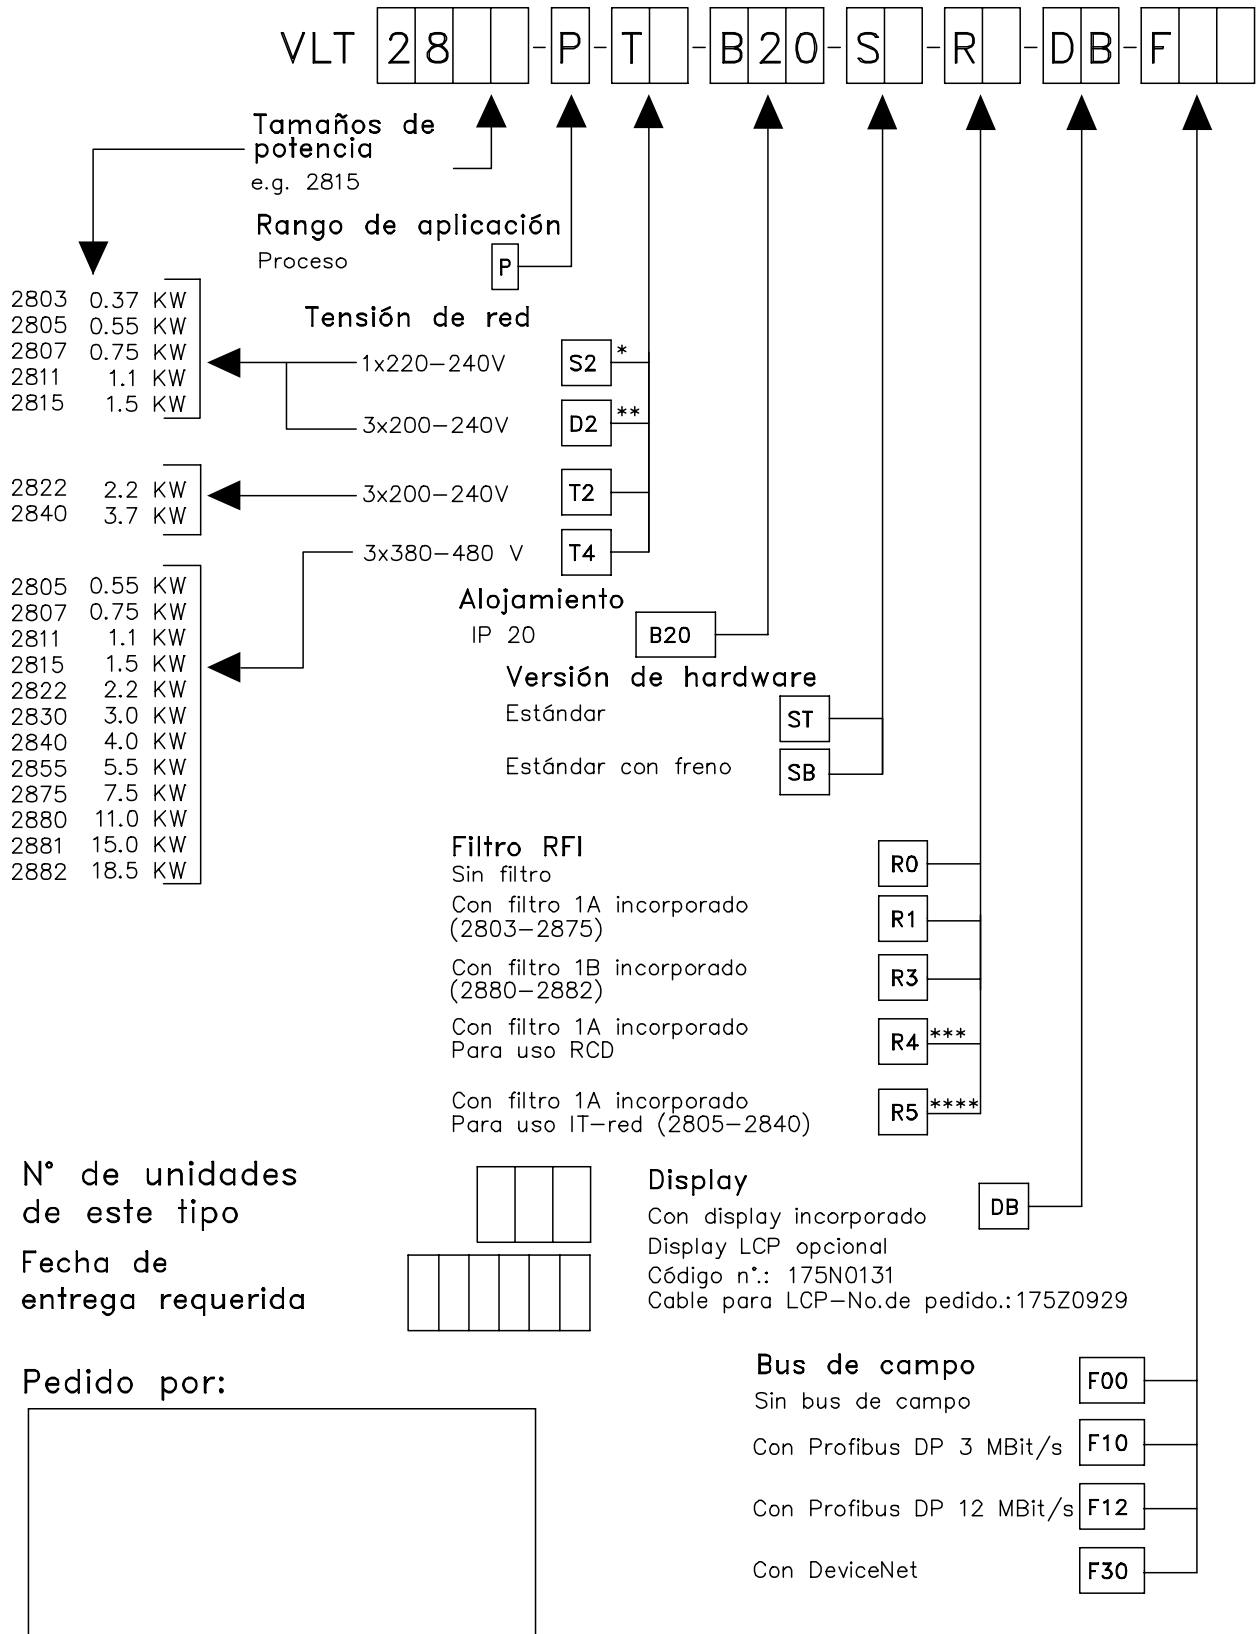 VLT 28 -P-T -B20-S -R -DB-F
Tamaños de
potencia
e.g. 2815
Rango de aplicación
Proceso P
Tensión de red
2803 0.37 KW
2805 0.55 KW
2807 0.75 KW
2811 1.1 KW
2815 1.5 KW
1x220-240V S2 *
3x200-240V D2 **
2822 2.2 KW
2840 3.7 KW
3x200-240V T2
3x380-480 V T4
2805 0.55 KW
2807 0.75 KW
2811 1.1 KW
2815 1.5 KW
2822 2.2 KW
2830 3.0 KW
2840 4.0 KW
2855 5.5 KW
2875 7.5 KW
2880 11.0 KW
2881 15.0 KW
2882 18.5 KW
Alojamiento
IP 20 B20
Versión de hardware
Estándar ST
Estándar con freno SB
Filtro RFI
Sin filtro R0
Con filtro 1A incorporado
(2803-2875) R1
Con filtro 1B incorporado
(2880-2882) R3
Con filtro 1A incorporado
Para uso RCD R4 ***
Con filtro 1A incorporado
Para uso IT-red (2805-2840) R5 ****
N° de unidades
de este tipo
Fecha de
entrega requerida
Display
Con display incorporado DB
Display LCP opcional
Código n°.: 175N0131
Cable para LCP-No.de pedido.:175Z0929
Pedido por:
Bus de campo
Sin bus de campo F00
Con Profibus DP 3 MBit/s F10
Con Profibus DP 12 MBit/s F12
Con DeviceNet F30